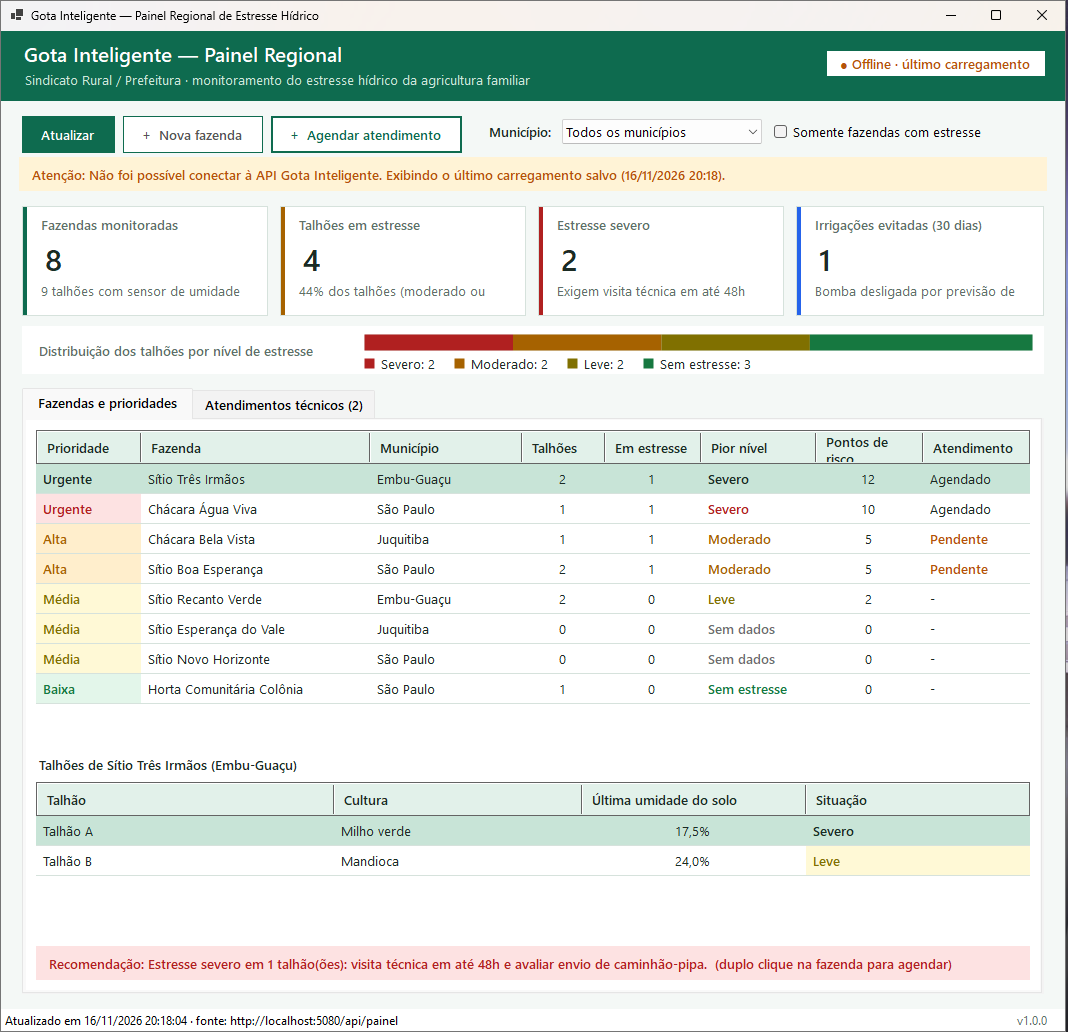 Gota Inteligente — Painel Regional de Estresse Hídrico
Gota Inteligente — Painel Regional
Sindicato Rural / Prefeitura · monitoramento do estresse hídrico da agricultura familiar
● Offline · último carregamento
Atualizar
+ Nova fazenda
+ Agendar atendimento
Município:
Todos os municípios
Somente fazendas com estresse
Atenção: Não foi possível conectar à API Gota Inteligente. Exibindo o último carregamento salvo (16/11/2026 20:18).
Fazendas monitoradas
8
9 talhões com sensor de umidade
Talhões em estresse
4
44% dos talhões (moderado ou
Estresse severo
2
Exigem visita técnica em até 48h
Irrigações evitadas (30 dias)
1
Bomba desligada por previsão de
Distribuição dos talhões por nível de estresse
Severo: 2 Moderado: 2 Leve: 2 Sem estresse: 3
Fazendas e prioridades
Atendimentos técnicos (2)
Prioridade Fazenda Município Talhões Em estresse Pior nível Pontos de risco Atendimento
Urgente Sítio Três Irmãos Embu-Guaçu 2 1 Severo 12 Agendado
Urgente Chácara Água Viva São Paulo 1 1 Severo 10 Agendado
Alta Chácara Bela Vista Juquitiba 1 1 Moderado 5 Pendente
Alta Sítio Boa Esperança São Paulo 2 1 Moderado 5 Pendente
Média Sítio Recanto Verde Embu-Guaçu 2 0 Leve 2 -
Média Sítio Esperança do Vale Juquitiba 0 0 Sem dados 0 -
Média Sítio Novo Horizonte São Paulo 0 0 Sem dados 0 -
Baixa Horta Comunitária Colônia São Paulo 1 0 Sem estresse 0 -
Talhões de Sítio Três Irmãos (Embu-Guaçu)
Talhão Cultura Última umidade do solo Situação
Talhão A Milho verde 17,5% Severo
Talhão B Mandioca 24,0% Leve
Recomendação: Estresse severo em 1 talhão(ões): visita técnica em até 48h e avaliar envio de caminhão-pipa. (duplo clique na fazenda para agendar)
Atualizado em 16/11/2026 20:18:04 · fonte: http://localhost:5080/api/painel
v1.0.0